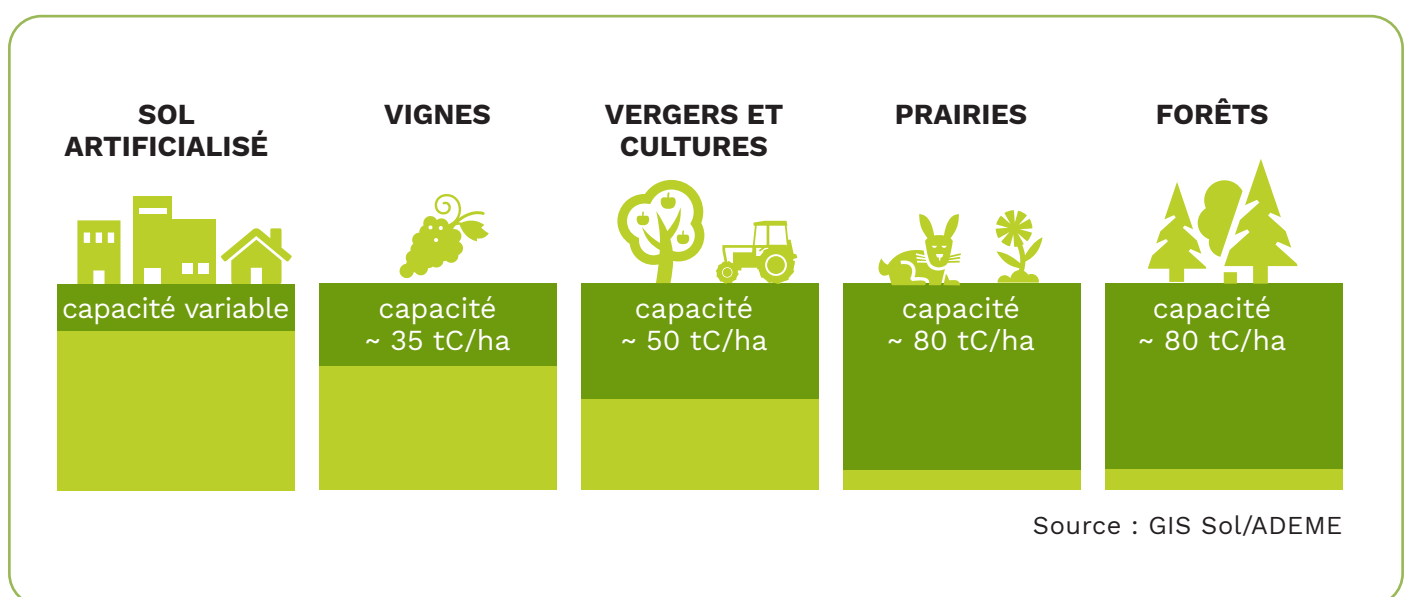 SOL
ARTIFICIALISÉ
capacité variable
VIGNES
capacité
~ 35 tC/ha
VERGERS ET
CULTURES
capacité
~ 50 tC/ha
PRAIRIES
capacité
~ 80 tC/ha
FORÊTS
capacité
~ 80 tC/ha
Source : GIS Sol/ADEME